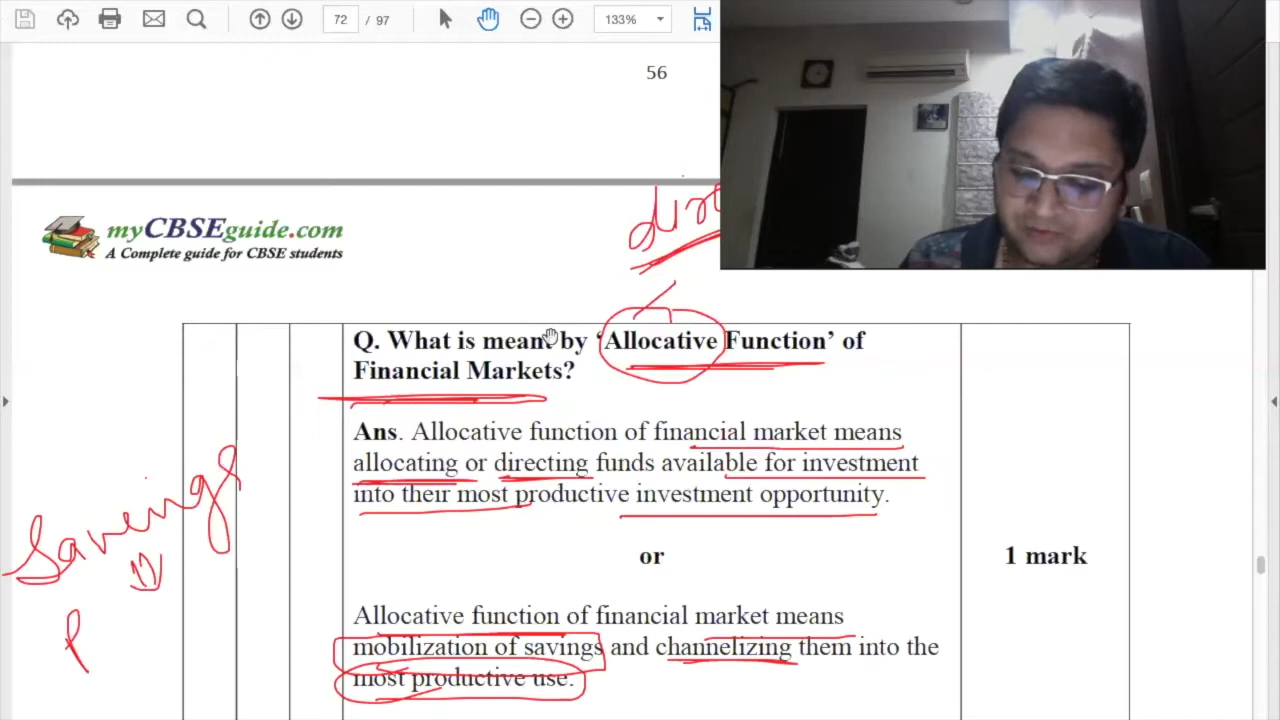 72 / 97
133%
56
myCBSEguide.com
A Complete guide for CBSE students
Q. What is meant by ‘Allocative Function’ of
Financial Markets?
Ans. Allocative function of financial market means
allocating or directing funds available for investment
into their most productive investment opportunity.
or
1 mark
Allocative function of financial market means
mobilization of savings and channelizing them into the
most productive use.
Savings
P